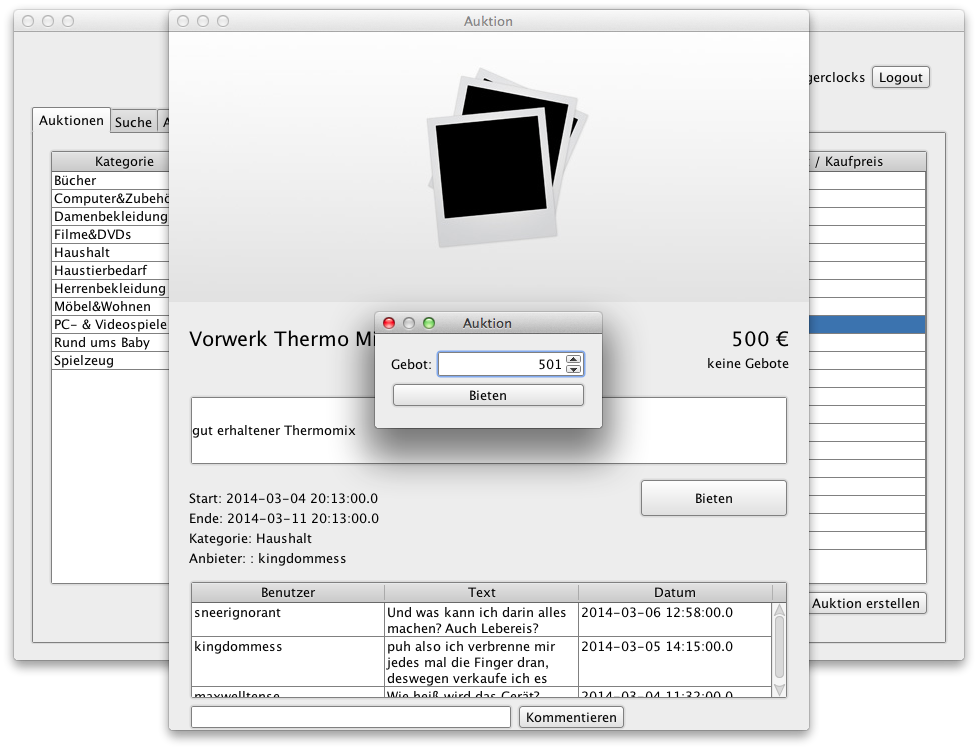 Auktion
Logout
Auktionen
Suche
Kategorie
/ Kaufpreis
Bücher
Damenbekleidung
Filme&DVDs
Haushalt
Haustierbedarf
Herrenbekleidung
Möbel&Wohnen
PC- & Videospiele
Rund ums Baby
Spielzeug
Vorwerk Thermo
500 €
keine Gebote
Auktion
Gebot: 501
Bieten
gut erhaltener Thermomix
Start: 2014-03-04 20:13:00.0
Ende: 2014-03-11 20:13:00.0
Kategorie: Haushalt
Anbieter: : kingdommess
Bieten
Benutzer Text Datum
sneerignorant Und was kann ich darin alles 2014-03-06 12:58:00.0
machen? Auch Lebereis?
kingdommess puh also ich verbrenne mir 2014-03-05 14:15:00.0
jedes mal die Finger dran,
deswegen verkaufe ich es
maxwelltense Wie heiß wird das Gerät? 2014-03-04 11:32:00.0
Kommentieren
Auktion erstellen